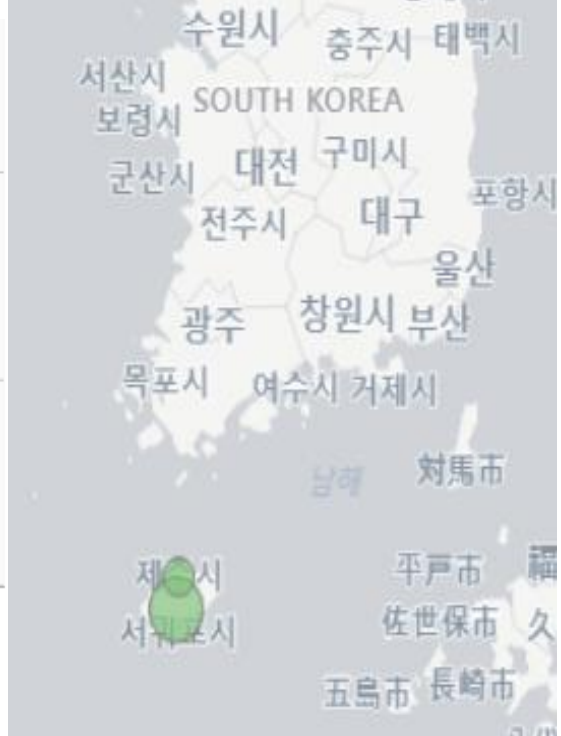 수원시
충주시
태백시
서산시
SOUTH KOREA
보령시
구미시
대전
군산시
포항시
전주시
대구
울산
창원시
부산
광주
목포시
여수시
거제시
対馬市
남해
平戸市
佐世保市
久
五島市
長崎市